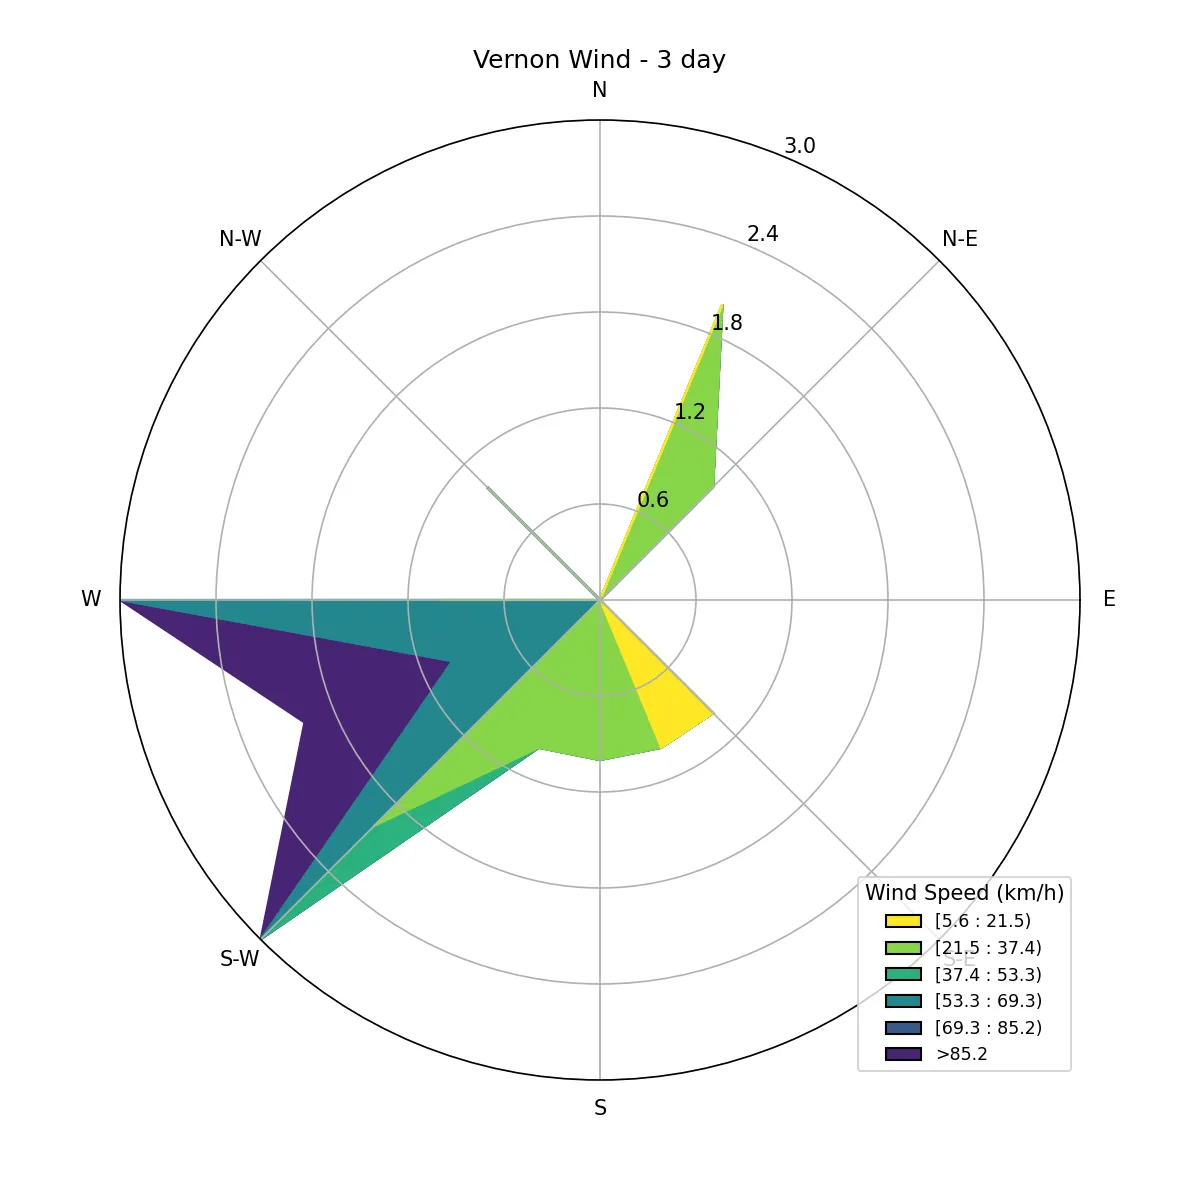 Vernon Wind - 3 day
N
3.0
N-W
N-E
2.4
1.8
1.2
0.6
W
E
S-W
S-E
S
Wind Speed (km/h)
[5.6 : 21.5)
[21.5 : 37.4)
[37.4 : 53.3)
[53.3 : 69.3)
[69.3 : 85.2)
>85.2